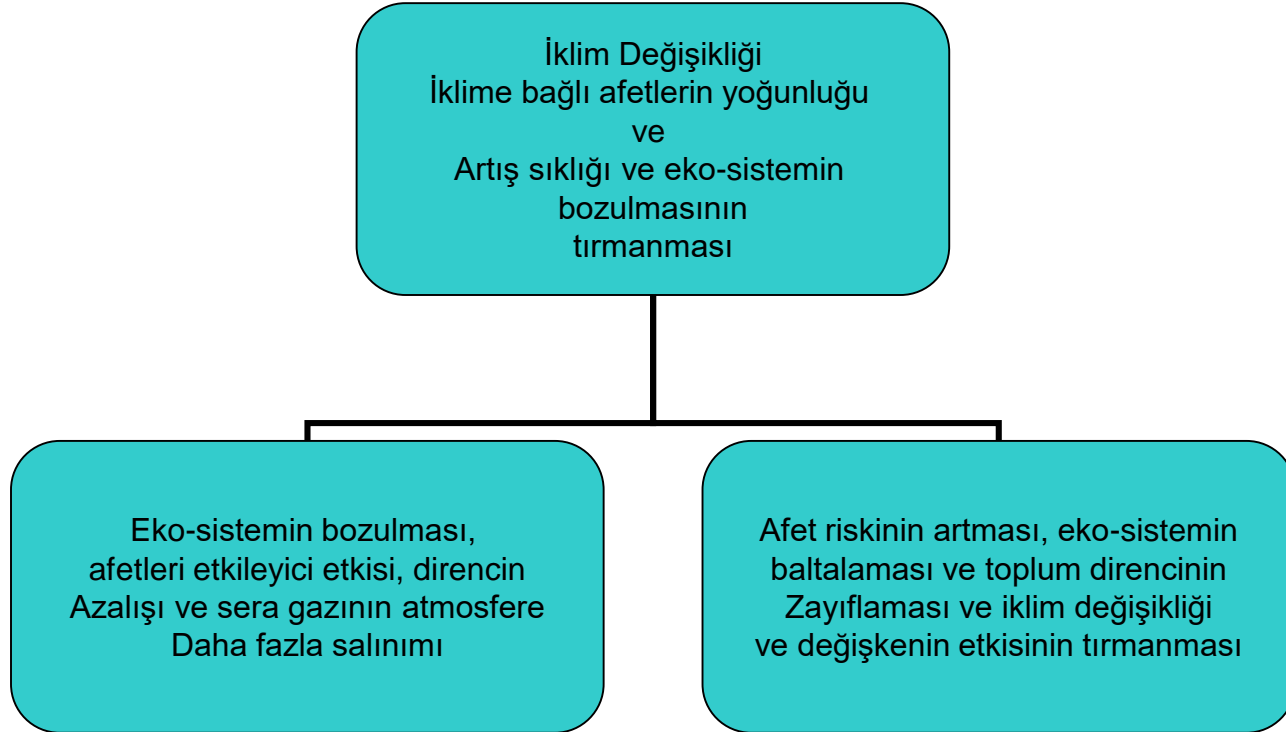 İklim Değişikliği
İklime bağlı afetlerin yoğunluğu
ve
Artış sıklığı ve eko-sistemin
bozulmasının
tırmanması
Eko-sistemin bozulması,
afetleri etkileyici etkisi, direncin
Azalışı ve sera gazının atmosfere
Daha fazla salınımı
Afet riskinin artması, eko-sistemin
baltalaması ve toplum direncinin
Zayıflaması ve iklim değişikliği
ve değişkenin etkisinin tırmanması